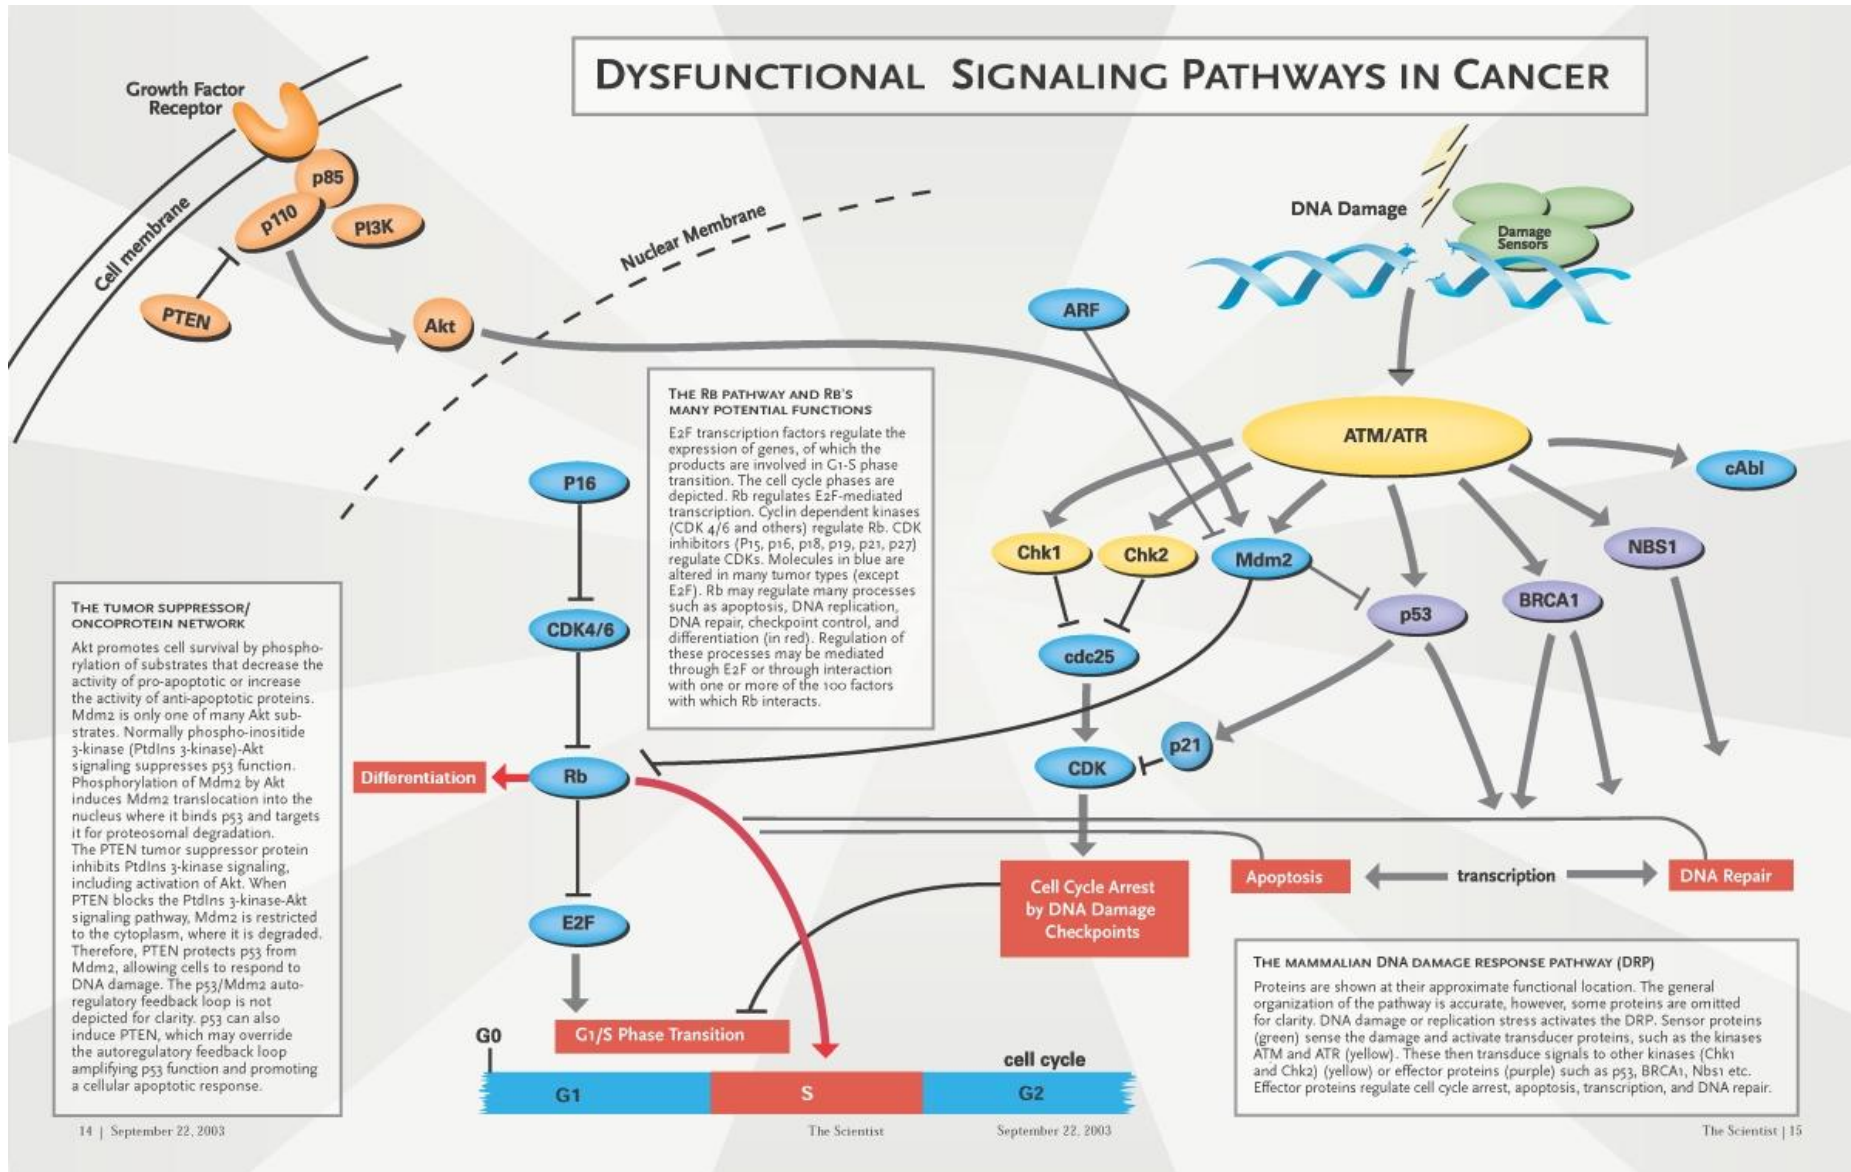 DYSFUNCTIONAL SIGNALING PATHWAYS IN CANCER
Growth Factor
Receptor
p85
p110
PI3K
Cell membrane
PTEN
Akt
Nuclear Membrane
DNA Damage
Damage
Sensors
ARF
ATM/ATR
cAbl
Chk1
Chk2
Mdm2
p53
BRCA1
NBS1
cdc25
CDK
p21
P16
CDK4/6
Rb
Differentiation
E2F
THE RB PATHWAY AND RB'S
MANY POTENTIAL FUNCTIONS
E2F transcription factors regulate the
expression of genes, of which the
products are involved in G1-S phase
transition. The cell cycle phases are
depicted. Rb regulates E2F-mediated
transcription. Cyclin dependent kinases
(CDK 4/6 and others) regulate Rb. CDK
inhibitors (P15, p16, p18, p19, p21, p27)
regulate CDKs. Molecules in blue are
altered in many tumor types (except
E2F). Rb may regulate many processes
such as apoptosis, DNA replication,
DNA repair, checkpoint control, and
differentiation (in red). Regulation of
these processes may be mediated
through E2F or through interaction
with one or more of the 100 factors
with which Rb interacts.
THE TUMOR SUPPRESSOR/
ONCOPROTEIN NETWORK
Akt promotes cell survival by phospho-
rylation of substrates that decrease the
activity of pro-apoptotic or increase
the activity of anti-apoptotic proteins.
Mdm2 is only one of many Akt sub-
strates. Normally phospho-inositide
3-kinase (PtdIns 3-kinase)-Akt
signaling suppresses p53 function.
Phosphorylation of Mdm2 by Akt
induces Mdm2 translocation into the
nucleus where it binds p53 and targets
it for proteosomal degradation.
The PTEN tumor suppressor protein
inhibits PtdIns 3-kinase signaling,
including activation of Akt. When
PTEN blocks the PtdIns 3-kinase-Akt
signaling pathway, Mdm2 is restricted
to the cytoplasm, where it is degraded.
Therefore, PTEN protects p53 from
Mdm2, allowing cells to respond to
DNA damage. The p53/Mdm2 auto-
regulatory feedback loop is not
depicted for clarity. p53 can also
induce PTEN, which may override
the autoregulatory feedback loop
amplifying p53 function and promoting
a cellular apoptotic response.
Cell Cycle Arrest
by DNA Damage
Checkpoints
Apoptosis
transcription
DNA Repair
G1/S Phase Transition
G0
cell cycle
G1
S
G2
THE MAMMALIAN DNA DAMAGE RESPONSE PATHWAY (DRP)
Proteins are shown at their approximate functional location. The general
organization of the pathway is accurate, however, some proteins are omitted
for clarity. DNA damage or replication stress activates the DRP. Sensor proteins
(green) sense the damage and activate transducer proteins, such as the kinases
ATM and ATR (yellow). These then transduce signals to other kinases (Chk1
and Chk2) (yellow) or effector proteins (purple) such as p53, BRCA1, Nbs1 etc.
Effector proteins regulate cell cycle arrest, apoptosis, transcription, and DNA repair.
14 | September 22, 2003
The Scientist
September 22, 2003
The Scientist | 15